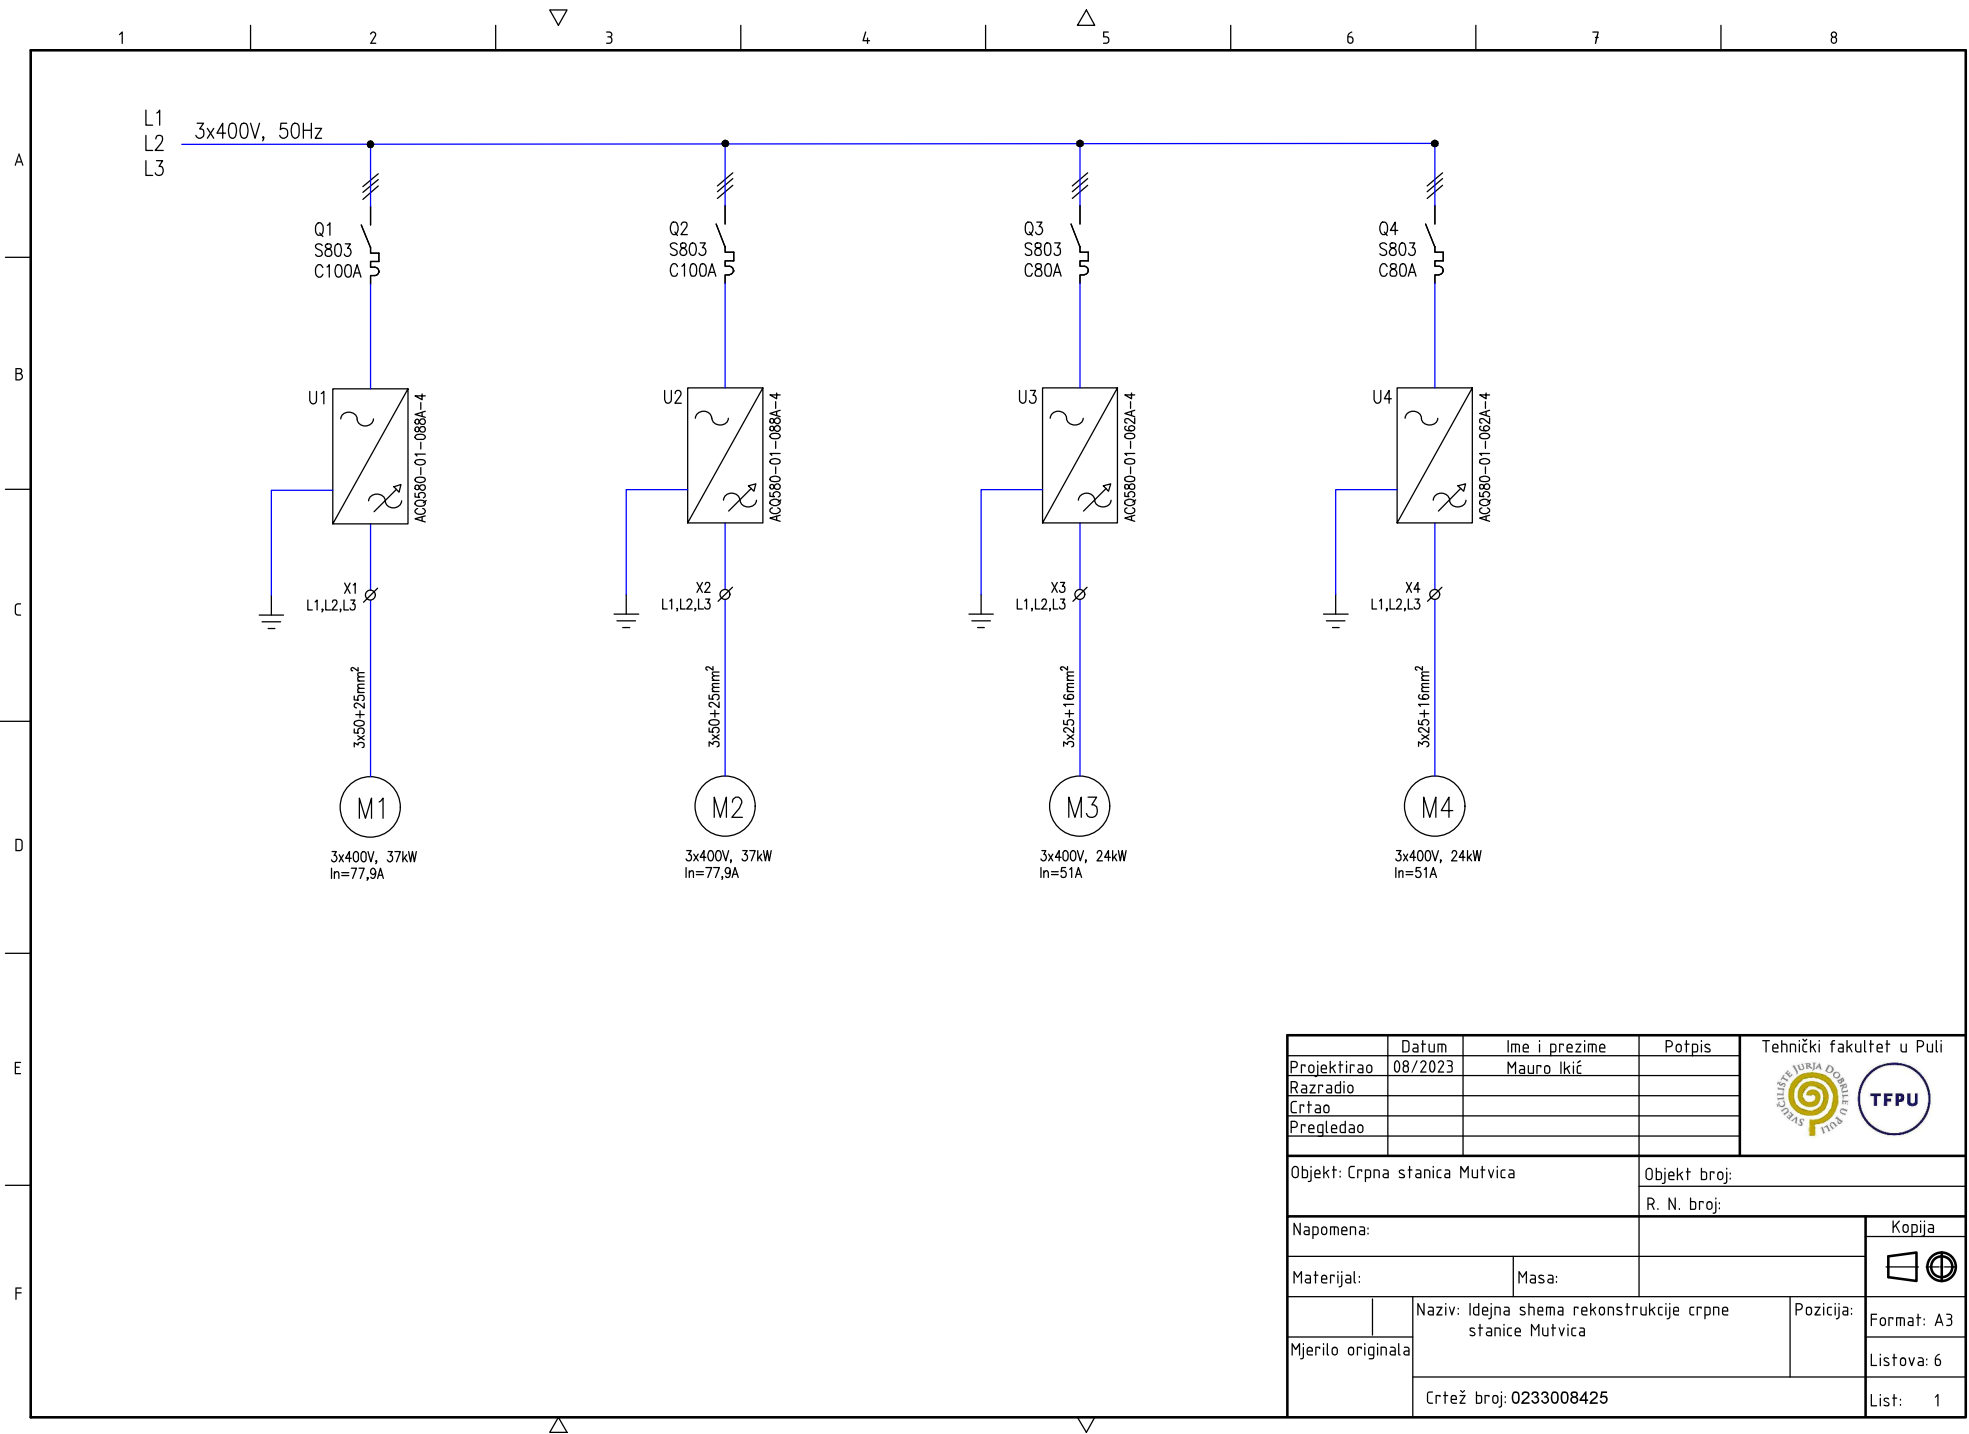 1 2 3 4 5 6 7 8
A
B
C
D
E
F
L1
L2
L3
3x400V, 50Hz
Q1
S803
C100A
Q2
S803
C100A
Q3
S803
C80A
Q4
S803
C80A
U1
ACQ580-01-088A-4
U2
ACQ580-01-088A-4
U3
ACQ580-01-062A-4
U4
ACQ580-01-062A-4
X1
L1,L2,L3
X2
L1,L2,L3
X3
L1,L2,L3
X4
L1,L2,L3
3x50+25mm²
3x50+25mm²
3x25+16mm²
3x25+16mm²
M1
M2
M3
M4
3x400V, 37kW
In=77,9A
3x400V, 37kW
In=77,9A
3x400V, 24kW
In=51A
3x400V, 24kW
In=51A
Datum Ime i prezime Potpis
Projektirao 08/2023 Mauro Ikić
Razradio
Crtao
Pregledao
Tehnički fakultet u Puli
SVEUČILIŠTE JURJA DOBRILE U PULI
TFPU
Objekt: Crpna stanica Mutvica
Objekt broj:
R. N. broj:
Napomena:
Kopija
Materijal:
Masa:
Naziv: Idejna shema rekonstrukcije crpne
stanice Mutvica
Pozicija:
Format: A3
Mjerilo originala
Listova: 6
Crtež broj: 0233008425
List: 1